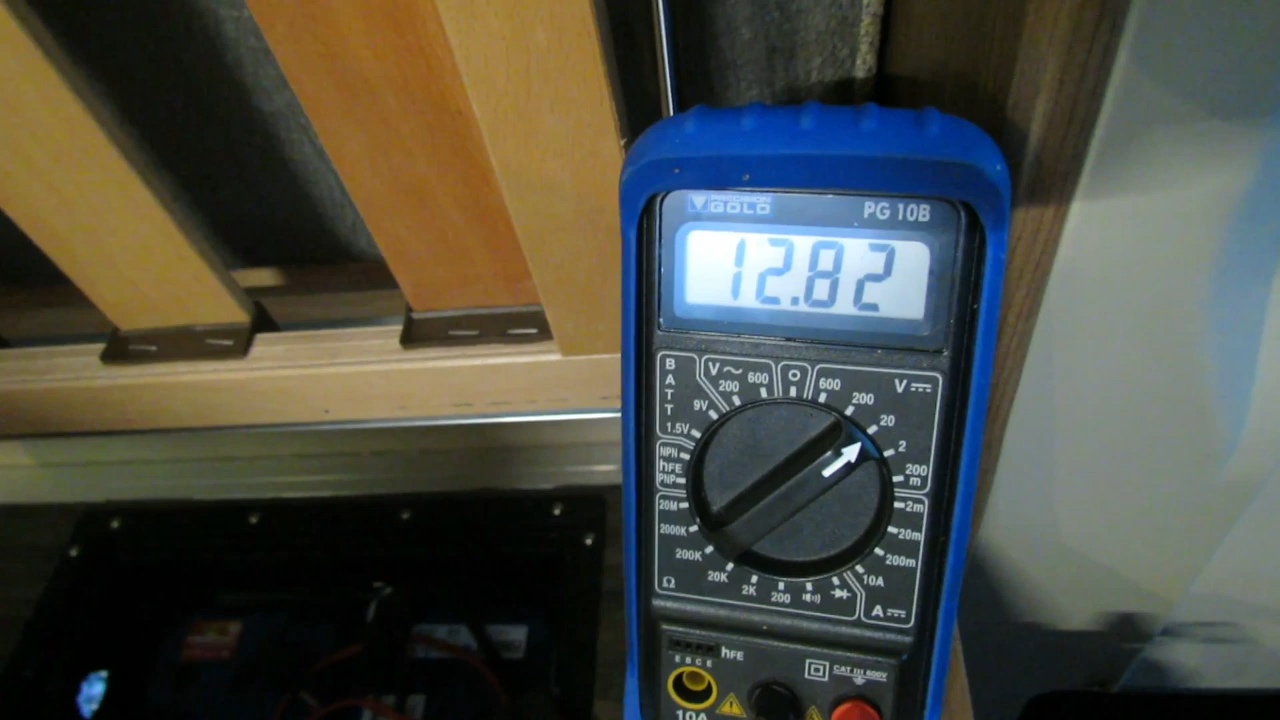 PRECISION
GOLD
PG 10B
12.82
BATT
V~
600
600
V⎓
200
200
9V
20
1.5V
2
NPN
hFE
PNP
200
m
20M
2m
2000K
20m
200K
200m
20K
10A
Ω
2K
200
A⎓
hFE
E B C E
CAT III 600V
10A